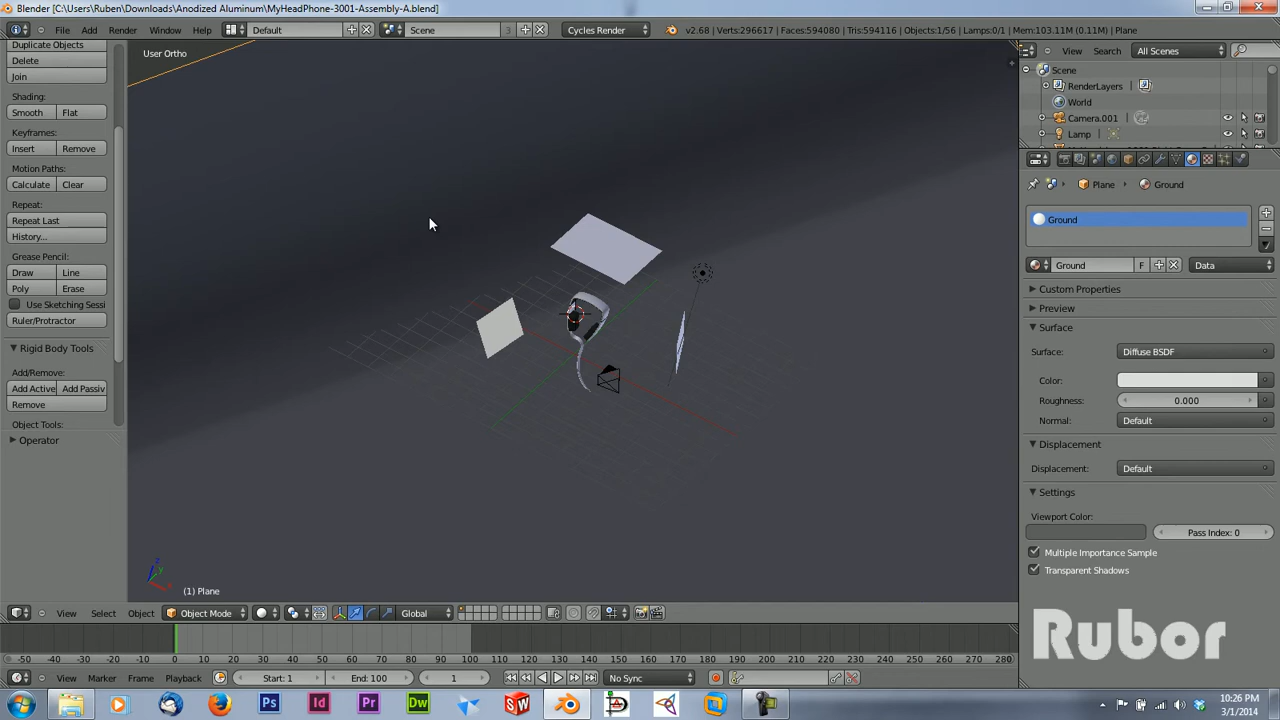 Blender [C:\Users\Ruben\Downloads\Anodized Aluminum\MyHeadPhone-3001-Assembly-A.blend]
File Add Render Window Help Default Scene 3 Cycles Render v2.68 | Verts:296617 | Faces:594080 | Tris:594116 | Objects:1/56 | Lamps:0/1 | Mem:103.11M (0.11M) | Plane
Duplicate Objects
Delete
Join
Shading:
Smooth Flat
Keyframes:
Insert Remove
Motion Paths:
Calculate Clear
Repeat:
Repeat Last
History...
Grease Pencil:
Draw Line
Poly Erase
Use Sketching Sessi
Ruler/Protractor
Rigid Body Tools
Add/Remove:
Add Active Add Passiv
Remove
Object Tools:
Operator
User Ortho
(1) Plane
View Search All Scenes
Scene
RenderLayers
World
Camera.001
Lamp
Plane Ground
Ground
Ground F Data
Custom Properties
Preview
Surface
Surface: Diffuse BSDF
Color:
Roughness: 0.000
Normal: Default
Displacement
Displacement: Default
Settings
Viewport Color:
Pass Index: 0
Multiple Importance Sample
Transparent Shadows
View Select Object Object Mode Global
-50 -40 -30 -20 -10 0 10 20 30 40 50 60 70 80 90 100 110 120 130 140 150 160 170 180 190 200 210 220 230 240 250 260 270 280
View Marker Frame Playback Start: 1 End: 100 1 No Sync
Rubor
Ps Id Pr Dw SW
10:26 PM
3/1/2014